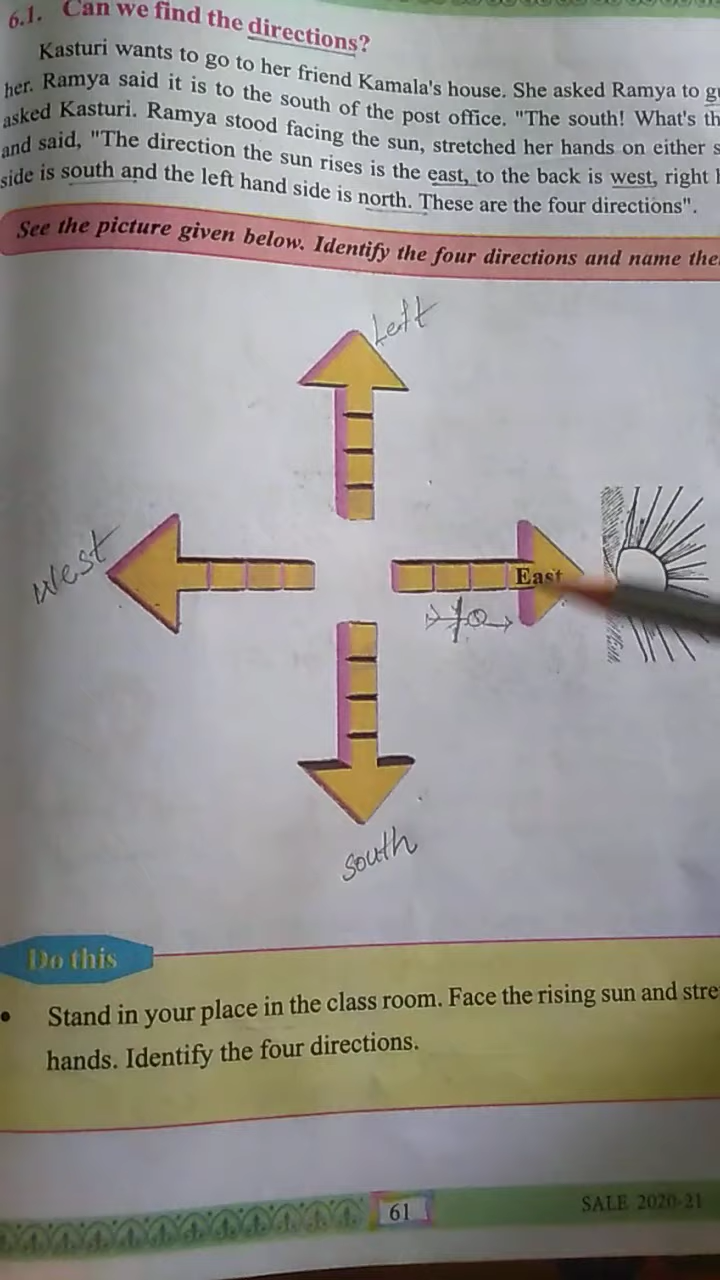 6.1. Can we find the directions?
Kasturi wants to go to her friend Kamala's house. She asked Ramya to
her. Ramya said it is to the south of the post office. "The south! What's
asked Kasturi. Ramya stood facing the sun, stretched her hands on either
and said, "The direction the sun rises is the east, to the back is west, right
side is south and the left hand side is north. These are the four directions".
See the picture given below. Identify the four directions and name
Left
West
East
South
Do this
• Stand in your place in the class room. Face the rising sun and
hands. Identify the four directions.
61
SALE 2020-21